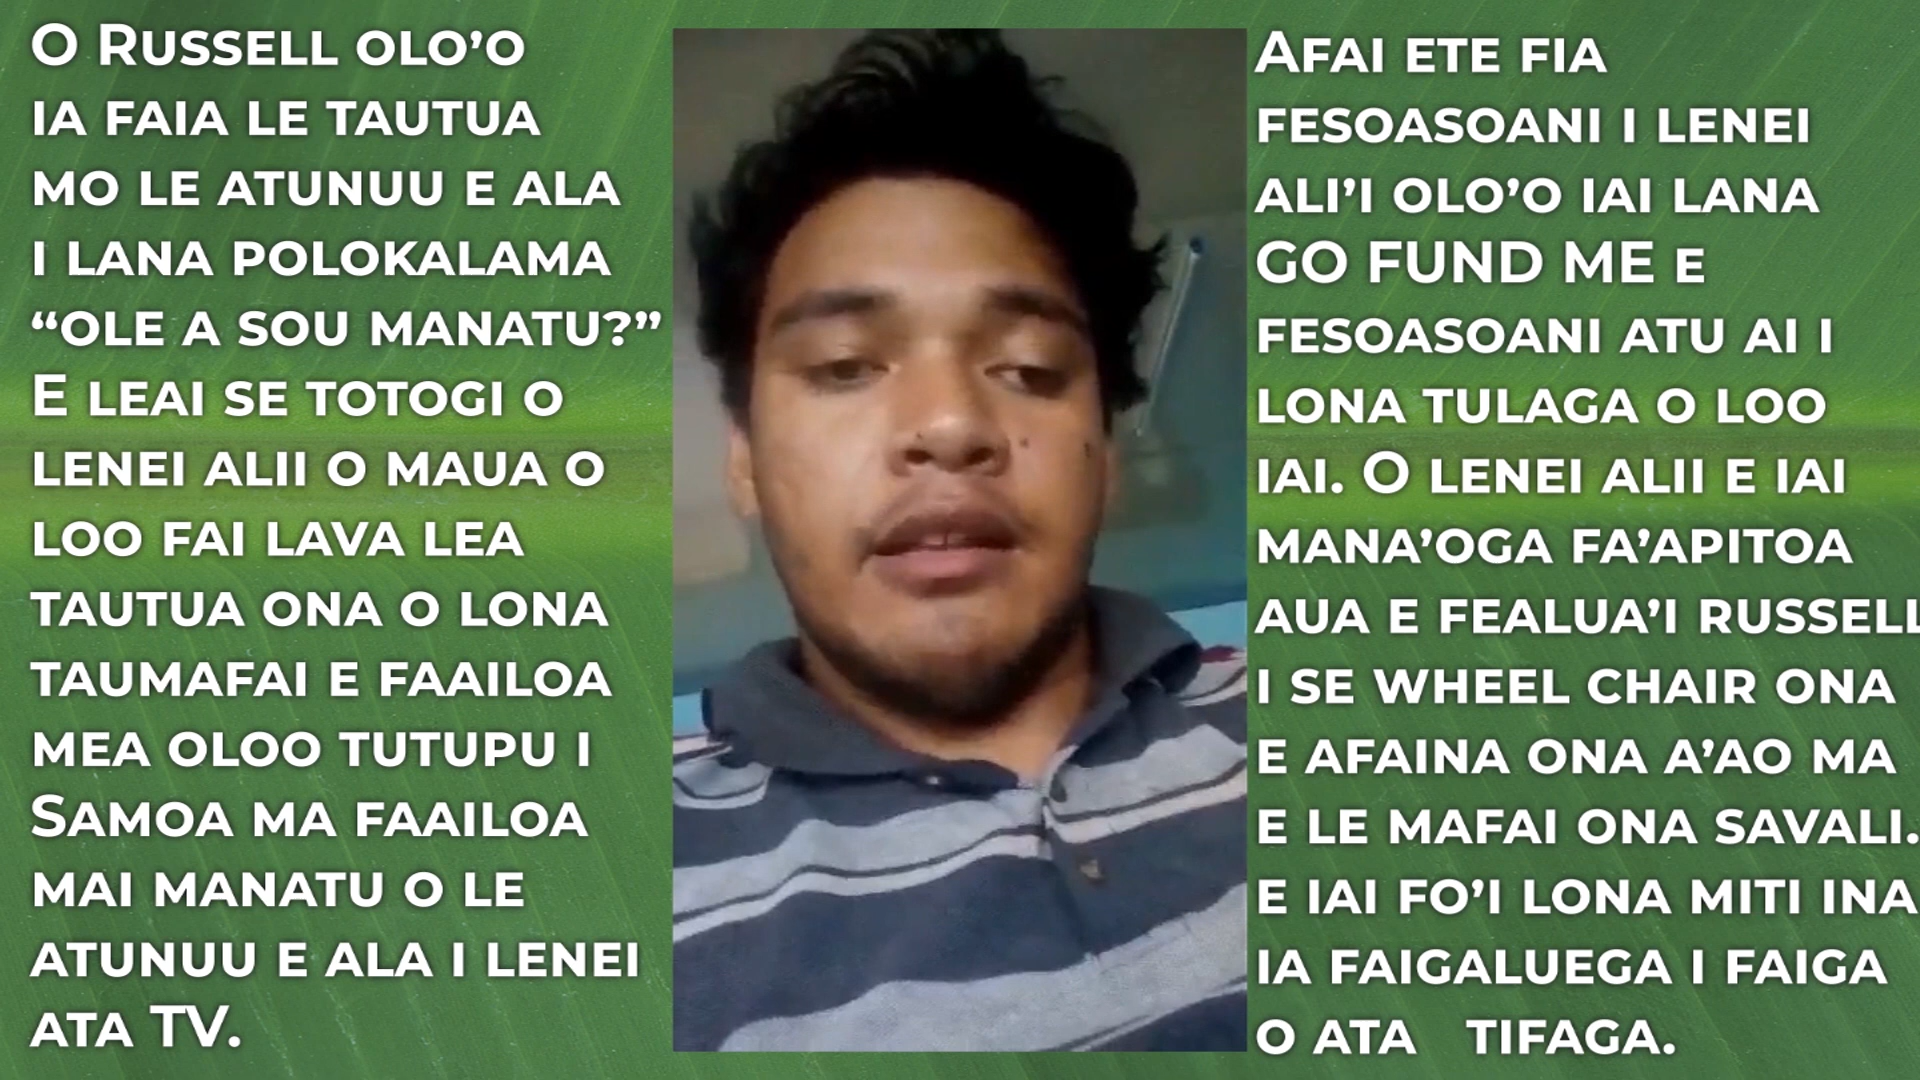 O RUSSELL OLO’O
IA FAIA LE TAUTUA
MO LE ATUNUU E ALA
I LANA POLOKALAMA
“OLE A SOU MANATU?”
E LEAI SE TOTOGI O
LENEI ALII O MAUA O
LOO FAI LAVA LEA
TAUTUA ONA O LONA
TAUMAFAI E FAAILOA
MEA OLOO TUTUPU I
SAMOA MA FAAILOA
MAI MANATU O LE
ATUNUU E ALA I LENEI
ATA TV.
AFAI ETE FIA
FESOASOANI I LENEI
ALI’I OLO’O IAI LANA
GO FUND ME E
FESOASOANI ATU AI I
LONA TULAGA O LOO
IAI. O LENEI ALII E IAI
MANA’OGA FA’APITOA
AUA E FEALUA’I RUSSELL
I SE WHEEL CHAIR ONA
E AFAINA ONA A’AO MA
E LE MAFAI ONA SAVALI.
E IAI FO’I LONA MITI INA
IA FAIGALUEGA I FAIGA
O ATA TIFAGA.